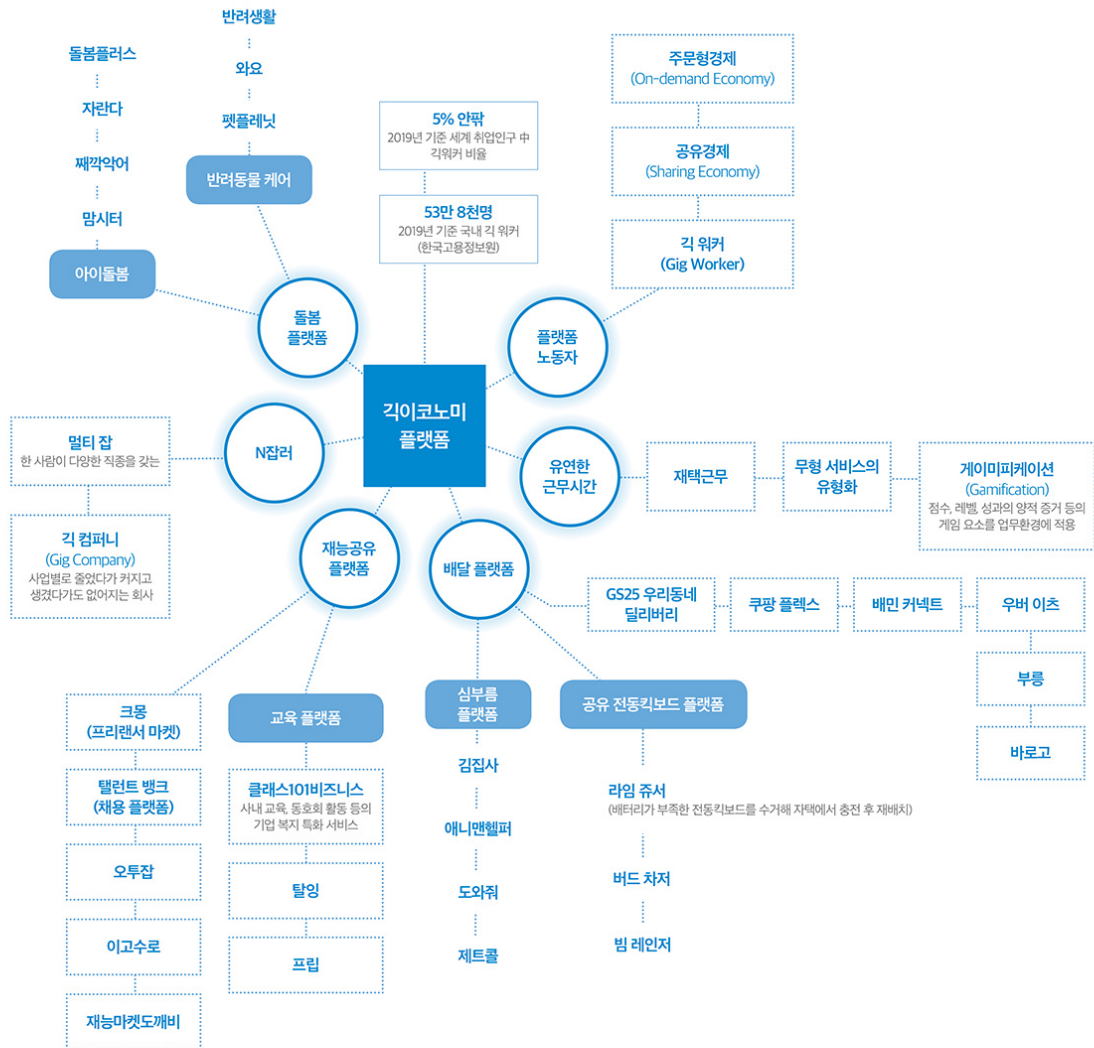 반려생활
와요
펫플레닛
반려동물 케어
돌봄플러스
자란다
째깍악어
맘시터
아이돌봄
돌봄
플랫폼
5% 안팎
2019년 기준 세계 취업인구 中
긱워커 비율
53만 8천명
2019년 기준 국내 긱 워커
(한국고용정보원)
주문형경제
(On-demand Economy)
공유경제
(Sharing Economy)
긱 워커
(Gig Worker)
플랫폼
노동자
긱이코노미
플랫폼
N잡러
멀티 잡
한 사람이 다양한 직종을 갖는
긱 컴퍼니
(Gig Company)
사업별로 줄었다가 커지고
생겼다가도 없어지는 회사
유연한
근무시간
재택근무
무형 서비스의
유형화
게이미피케이션
(Gamification)
점수, 레벨, 성과의 양적 증거 등의
게임 요소를 업무환경에 적용
재능공유
플랫폼
배달 플랫폼
GS25 우리동네
딜리버리
쿠팡 플렉스
배민 커넥트
우버 이츠
부릉
바로고
크몽
(프리랜서 마켓)
탤런트 뱅크
(채용 플랫폼)
오투잡
이고수로
재능마켓도깨비
교육 플랫폼
클래스101비즈니스
사내 교육, 동호회 활동 등의
기업 복지 특화 서비스
탈잉
프립
심부름
플랫폼
김집사
애니맨헬퍼
도와줘
제트콜
공유 전동킥보드 플랫폼
라임 쥬서
(배터리가 부족한 전동킥보드를 수거해 자택에서 충전 후 재배치)
버드 차저
빔 레인저